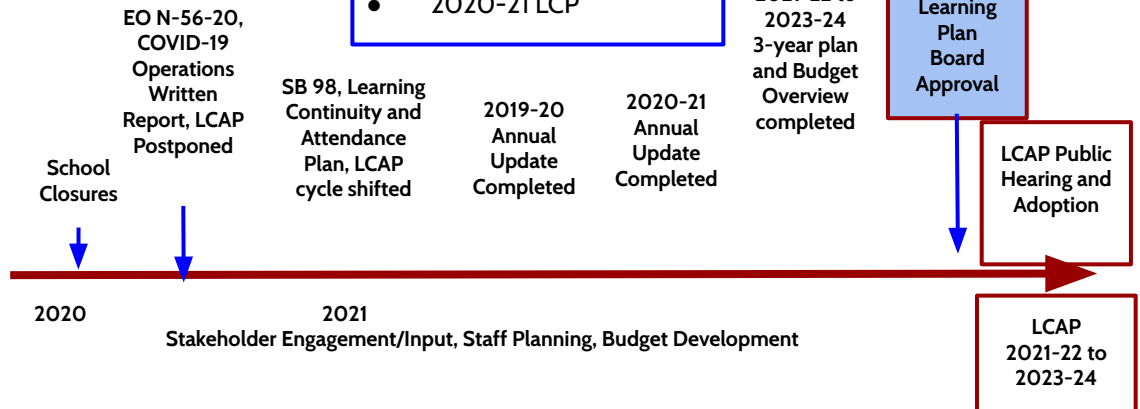 EO N-56-20,
COVID-19
Operations
Written
Report, LCAP
Postponed
● 2020-21 LCP
2023-24
3-year plan
and Budget
Overview
completed
Learning
Plan
Board
Approval
SB 98, Learning
Continuity and
Attendance
Plan, LCAP
cycle shifted
2019-20
Annual
Update
Completed
2020-21
Annual
Update
Completed
School
Closures
LCAP Public
Hearing and
Adoption
2020
2021
Stakeholder Engagement/Input, Staff Planning, Budget Development
LCAP
2021-22 to
2023-24